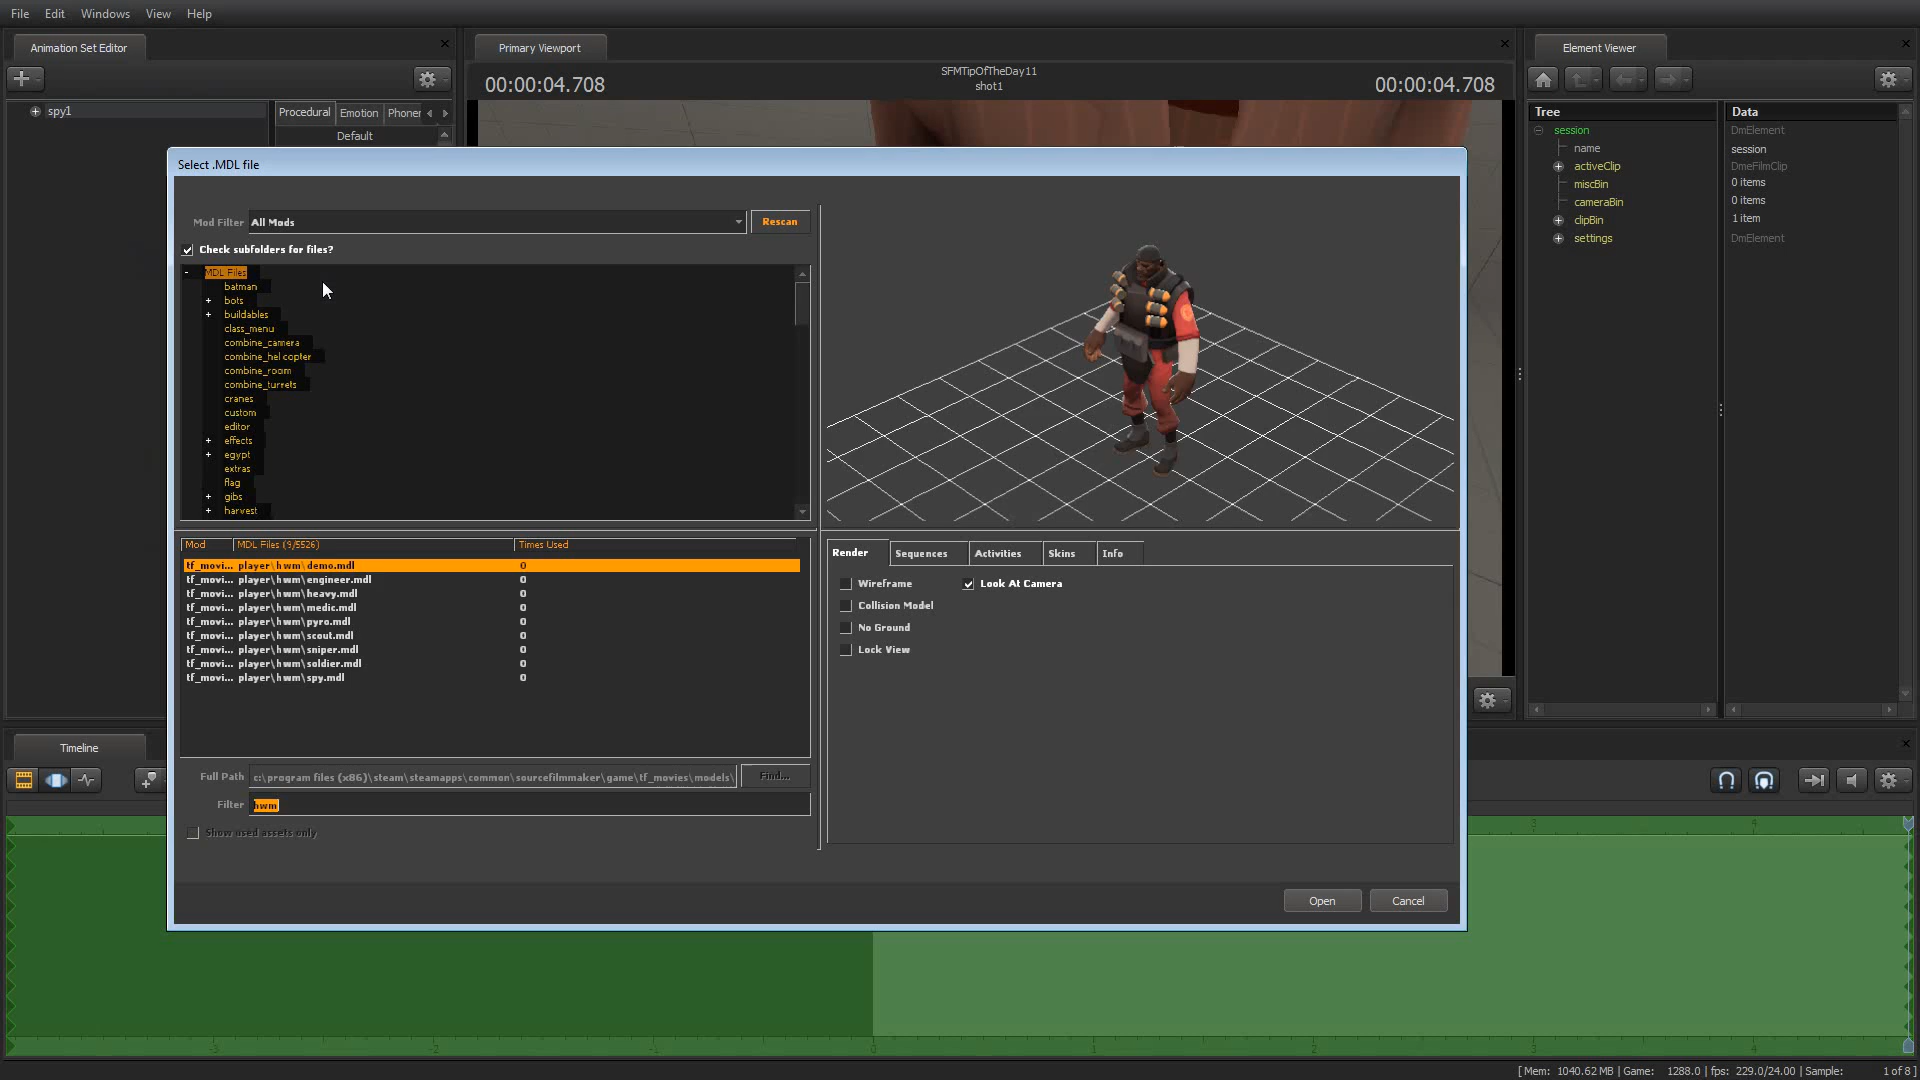 File Edit Windows View Help
Animation Set Editor
Primary Viewport
Element Viewer
00:00:04.708
SFMTipOfTheDay11
shot1
00:00:04.708
spy1
Procedural Emotion Phoner
Default
Tree Data
session DmElement
name session
activeClip DmeFilmClip
miscBin 0 items
cameraBin 0 items
clipBin 1 item
settings DmElement
Select .MDL file
Mod Filter All Mods Rescan
Check subfolders for files?
MDL Files
batman
bots
buildables
class_menu
combine_camera
combine_helicopter
combine_room
combine_turrets
cranes
custom
editor
effects
egypt
extras
flag
gibs
harvest
Mod MDL Files (9/5526) Times Used
tf_movi... player\hwm\demo.mdl 0
tf_movi... player\hwm\engineer.mdl 0
tf_movi... player\hwm\heavy.mdl 0
tf_movi... player\hwm\medic.mdl 0
tf_movi... player\hwm\pyro.mdl 0
tf_movi... player\hwm\scout.mdl 0
tf_movi... player\hwm\sniper.mdl 0
tf_movi... player\hwm\soldier.mdl 0
tf_movi... player\hwm\spy.mdl 0
Full Path c:\program files (x86)\steam\steamapps\common\sourcefilmmaker\game\tf_movies\models\ Find...
Filter hwm
Show used assets only
Render Sequences Activities Skins Info
Wireframe Look At Camera
Collision Model
No Ground
Lock View
Open Cancel
Timeline
3 4
-3 -2 -1 0 1 2 3 4
[ Mem: 1040.62 MB | Game: 1288.0 | fps: 229.0/24.00 | Sample: 1 of 8 ]